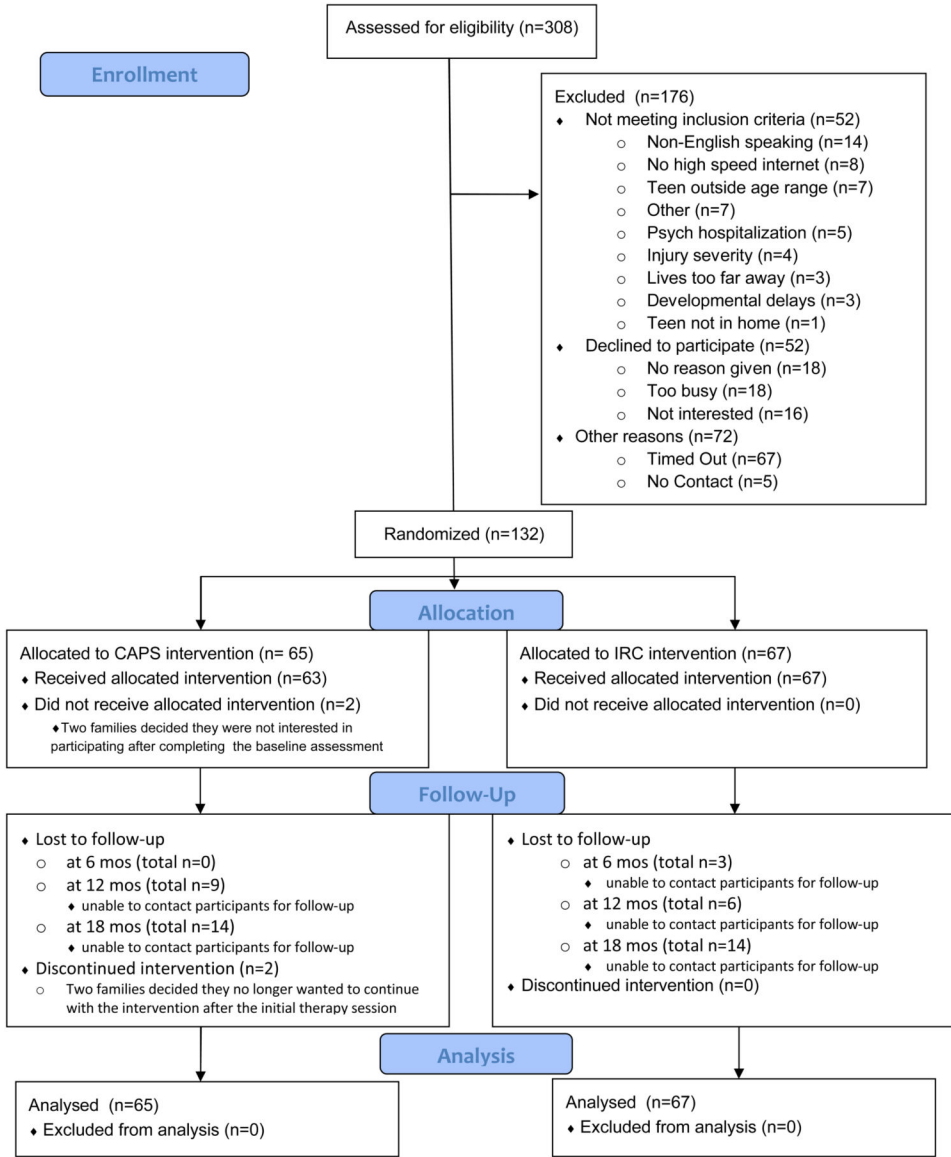 Assessed for eligibility (n=308)
Enrollment
Excluded (n=176)
♦ Not meeting inclusion criteria (n=52)
○ Non-English speaking (n=14)
○ No high speed internet (n=8)
○ Teen outside age range (n=7)
○ Other (n=7)
○ Psych hospitalization (n=5)
○ Injury severity (n=4)
○ Lives too far away (n=3)
○ Developmental delays (n=3)
○ Teen not in home (n=1)
♦ Declined to participate (n=52)
○ No reason given (n=18)
○ Too busy (n=18)
○ Not interested (n=16)
♦ Other reasons (n=72)
○ Timed Out (n=67)
○ No Contact (n=5)
Randomized (n=132)
Allocation
Allocated to CAPS intervention (n= 65)
♦ Received allocated intervention (n=63)
♦ Did not receive allocated intervention (n=2)
♦Two families decided they were not interested in
participating after completing the baseline assessment
Allocated to IRC intervention (n=67)
♦ Received allocated intervention (n=67)
♦ Did not receive allocated intervention (n=0)
Follow-Up
♦ Lost to follow-up
○ at 6 mos (total n=0)
○ at 12 mos (total n=9)
♦ unable to contact participants for follow-up
○ at 18 mos (total n=14)
♦ unable to contact participants for follow-up
♦ Discontinued intervention (n=2)
○ Two families decided they no longer wanted to continue
with the intervention after the initial therapy session
♦ Lost to follow-up
○ at 6 mos (total n=3)
♦ unable to contact participants for follow-up
○ at 12 mos (total n=6)
♦ unable to contact participants for follow-up
○ at 18 mos (total n=14)
♦ unable to contact participants for follow-up
♦ Discontinued intervention (n=0)
Analysis
Analysed (n=65)
♦ Excluded from analysis (n=0)
Analysed (n=67)
♦ Excluded from analysis (n=0)